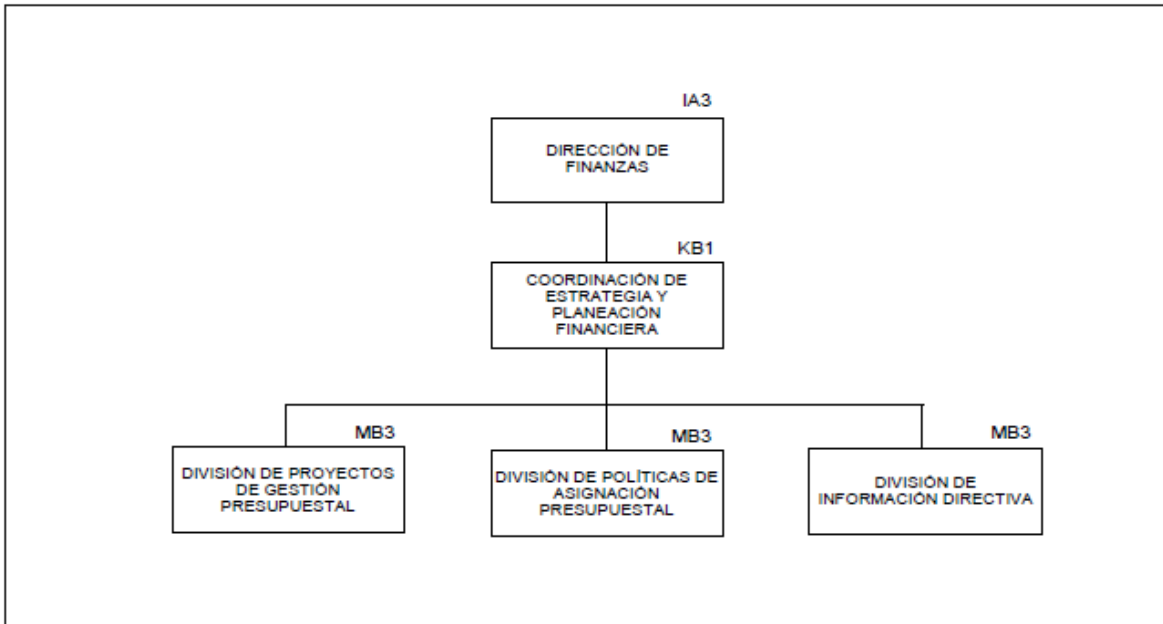 IA3
DIRECCIÓN DE
FINANZAS
KB1
COORDINACIÓN DE
ESTRATEGIA Y
PLANEACIÓN
FINANCIERA
MB3
DIVISIÓN DE PROYECTOS
DE GESTIÓN
PRESUPUESTAL
MB3
DIVISIÓN DE POLÍTICAS DE
ASIGNACIÓN
PRESUPUESTAL
MB3
DIVISIÓN DE
INFORMACIÓN DIRECTIVA